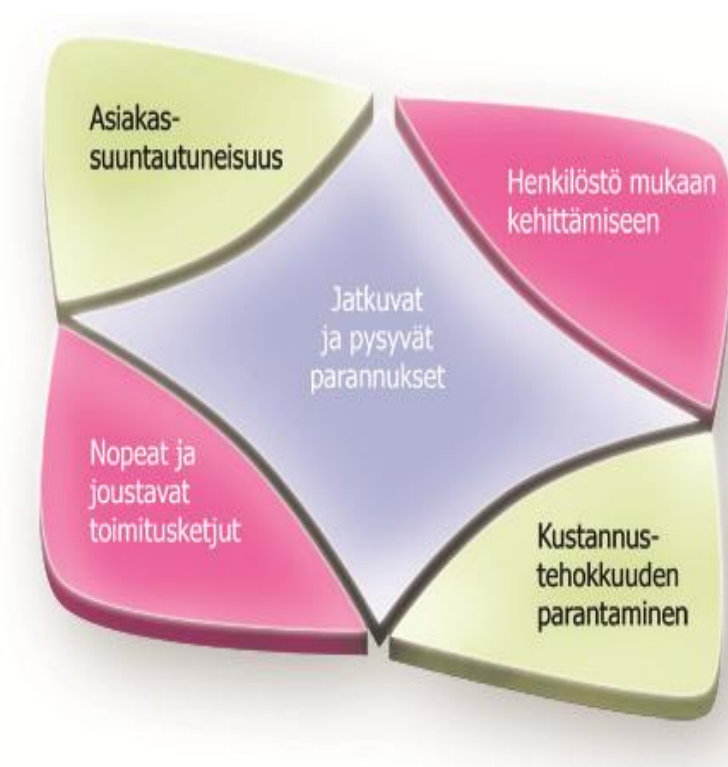 Asiakas-
suuntautuneisuus
Henkilöstö mukaan
kehittämiseen
Jatkuvat
ja pysyvät
parannukset
Nopeat ja
joustavat
toimitusketjut
Kustannus-
tehokkuuden
parantaminen